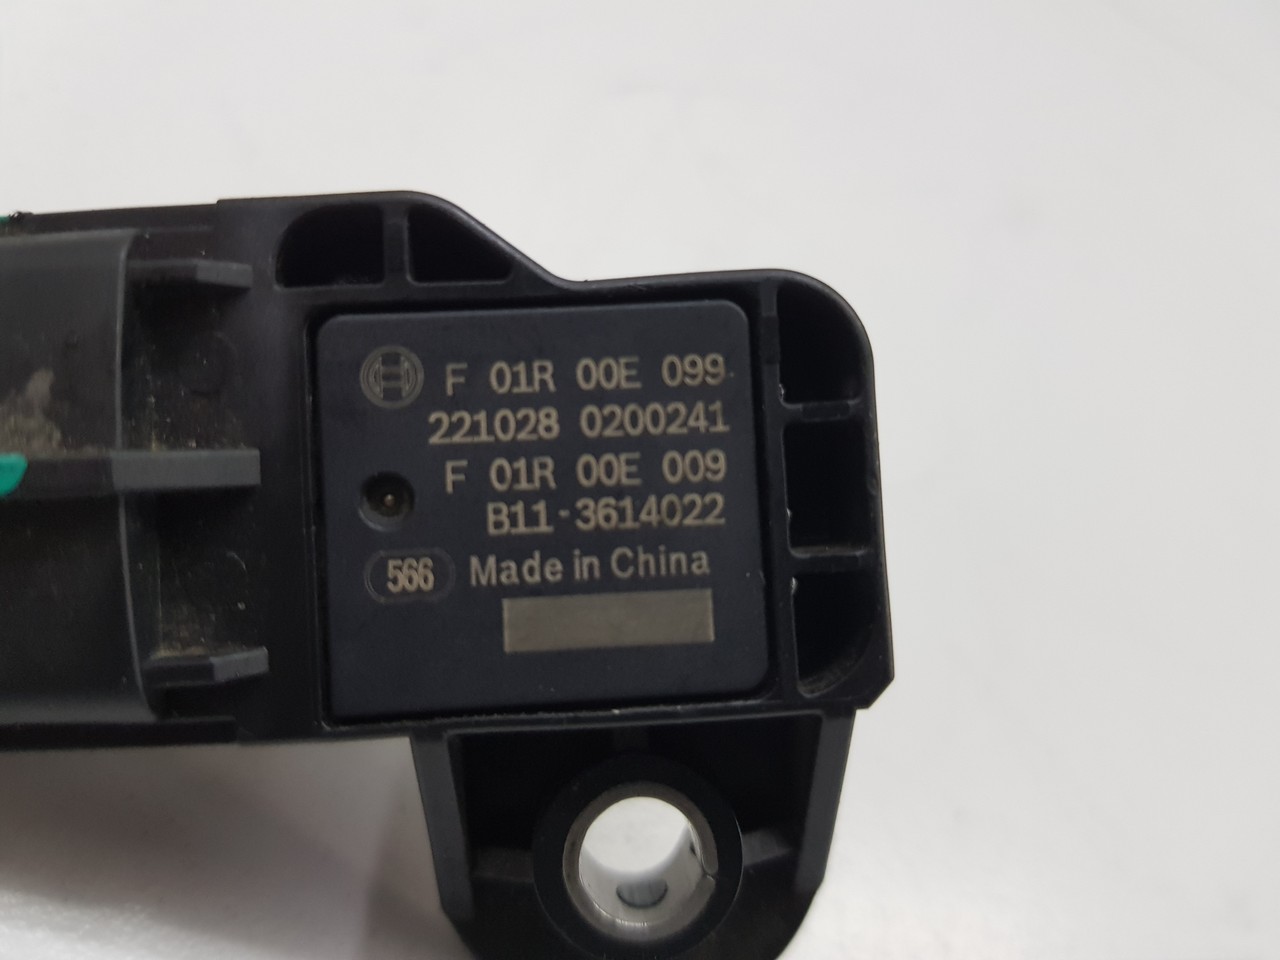 F 01R 00E 099
221028 0200241
F 01R 00E 009
B11-3614022
566 Made in China